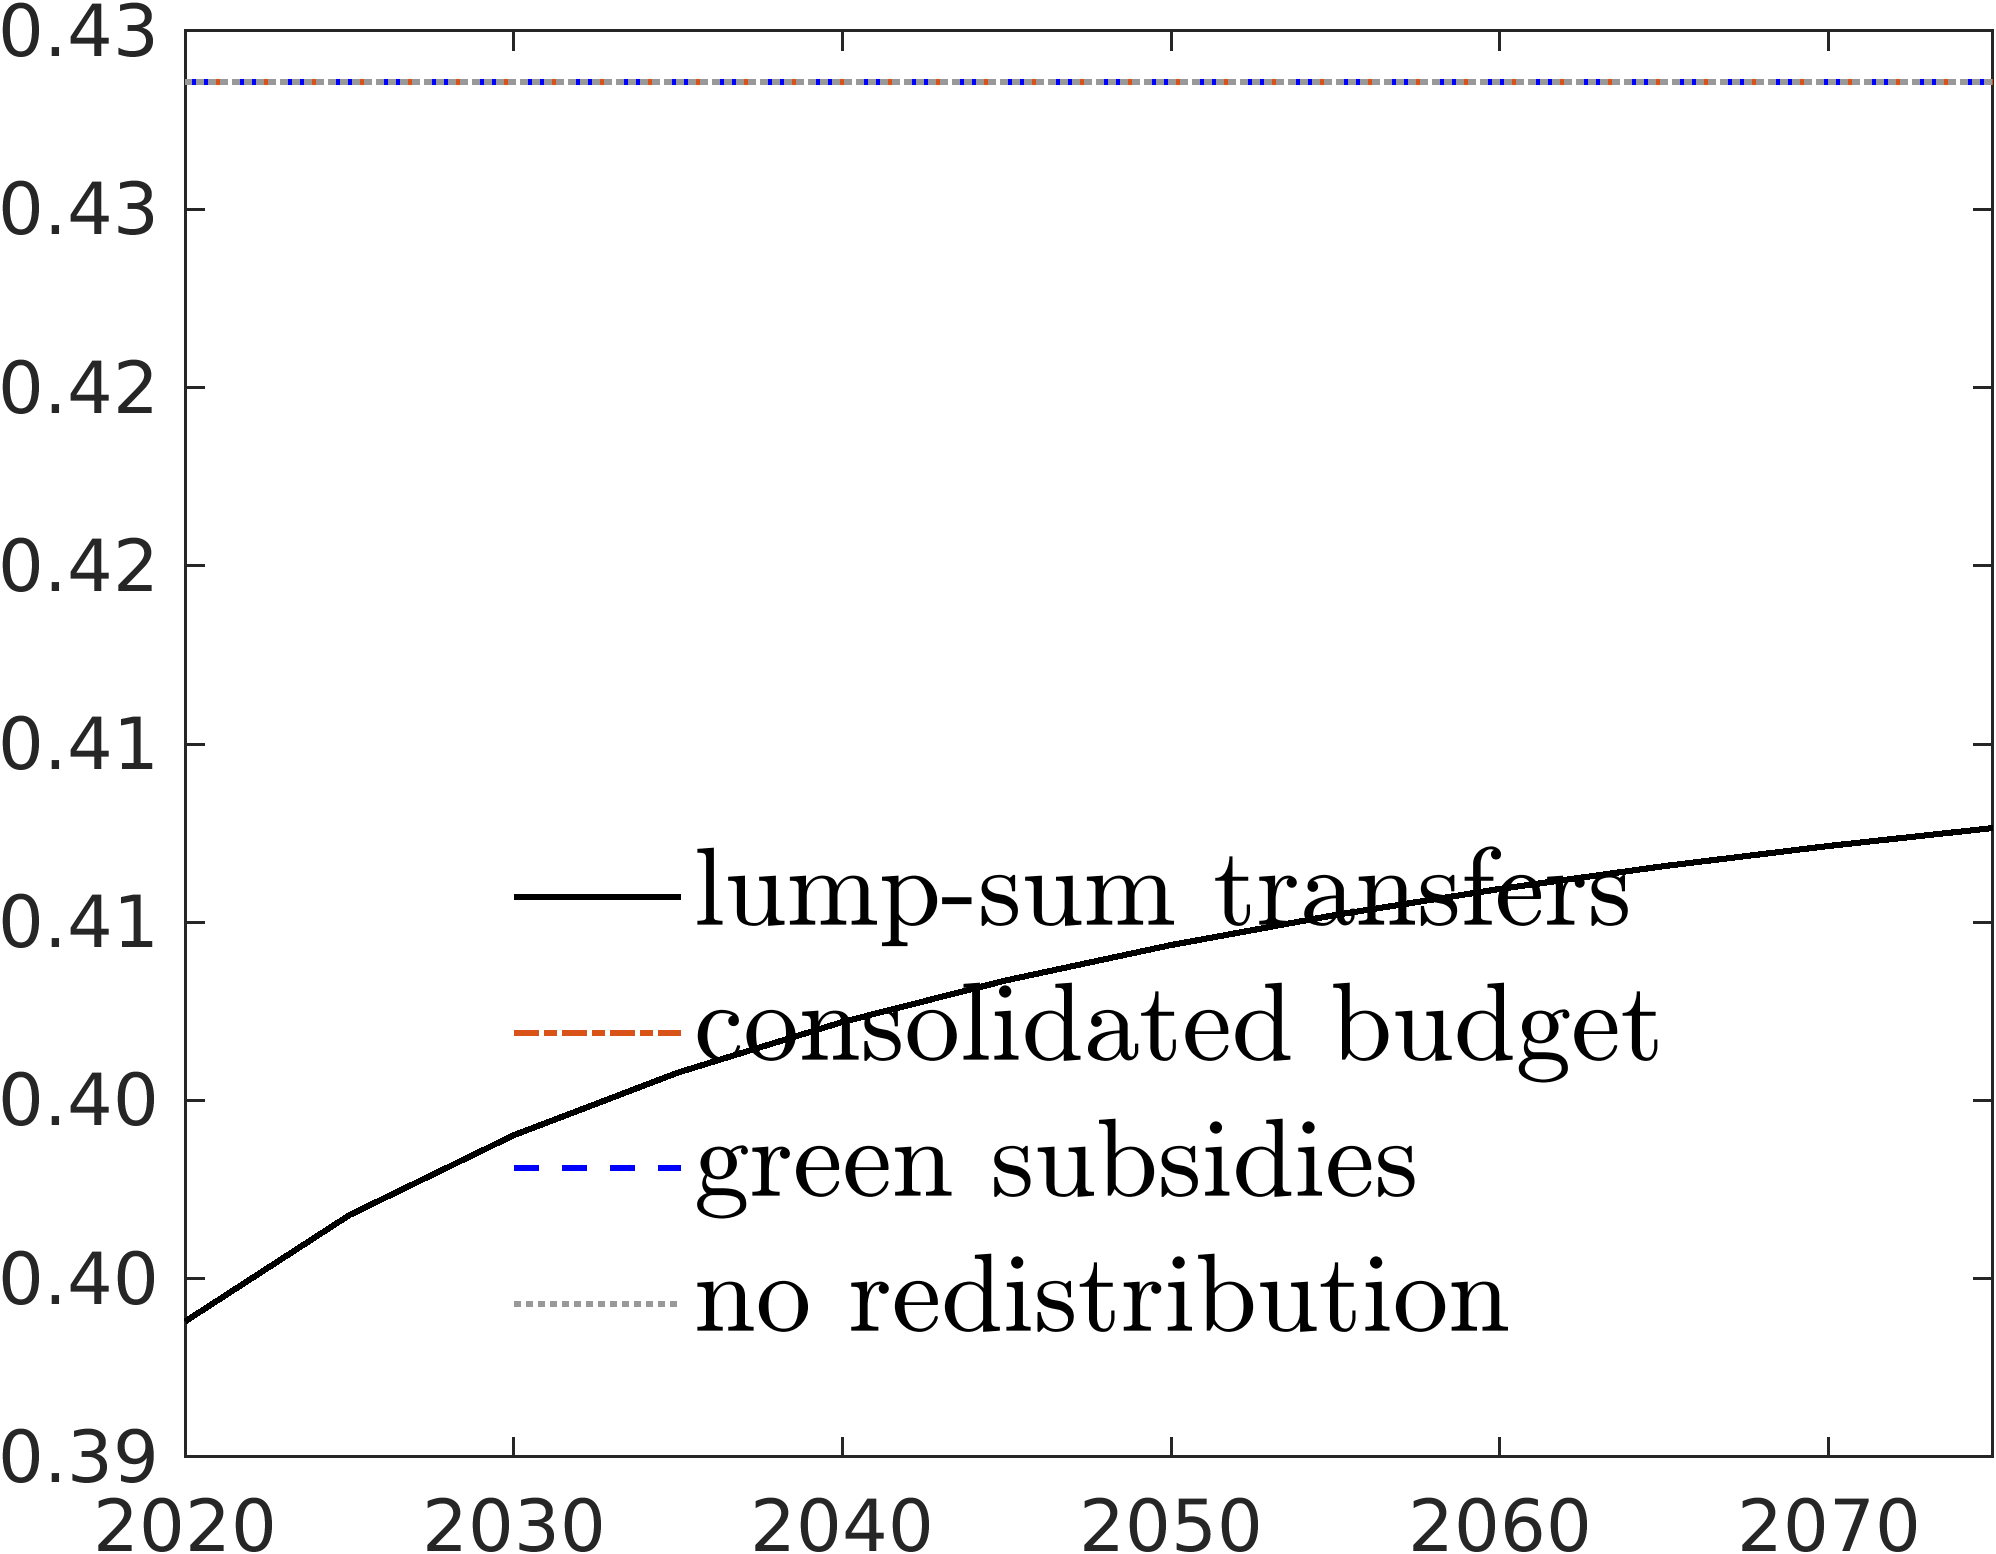 0.43
0.43
0.42
0.42
0.41
0.41
0.40
0.40
0.39
lump-sum transfers
consolidated budget
green subsidies
no redistribution
2020 2030 2040 2050 2060 2070